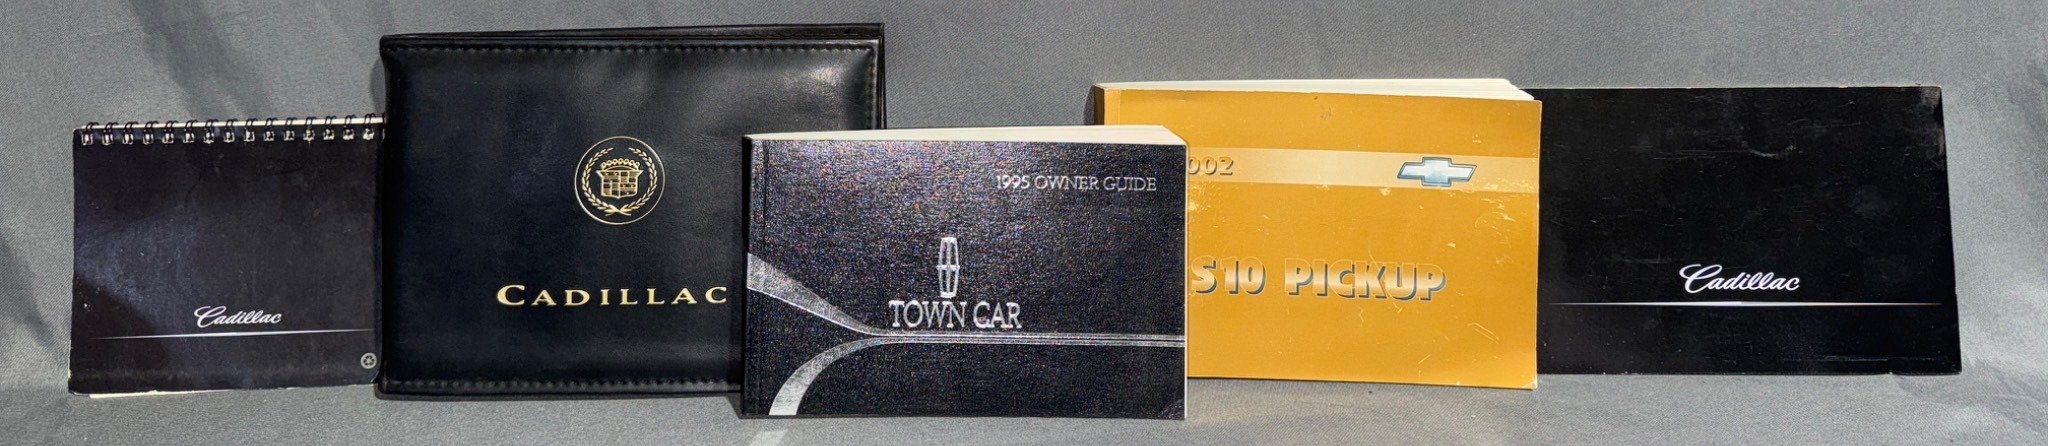 Cadillac
CADILLAC
1995 OWNER GUIDE
TOWN CAR
002
S10 PICKUP
Cadillac